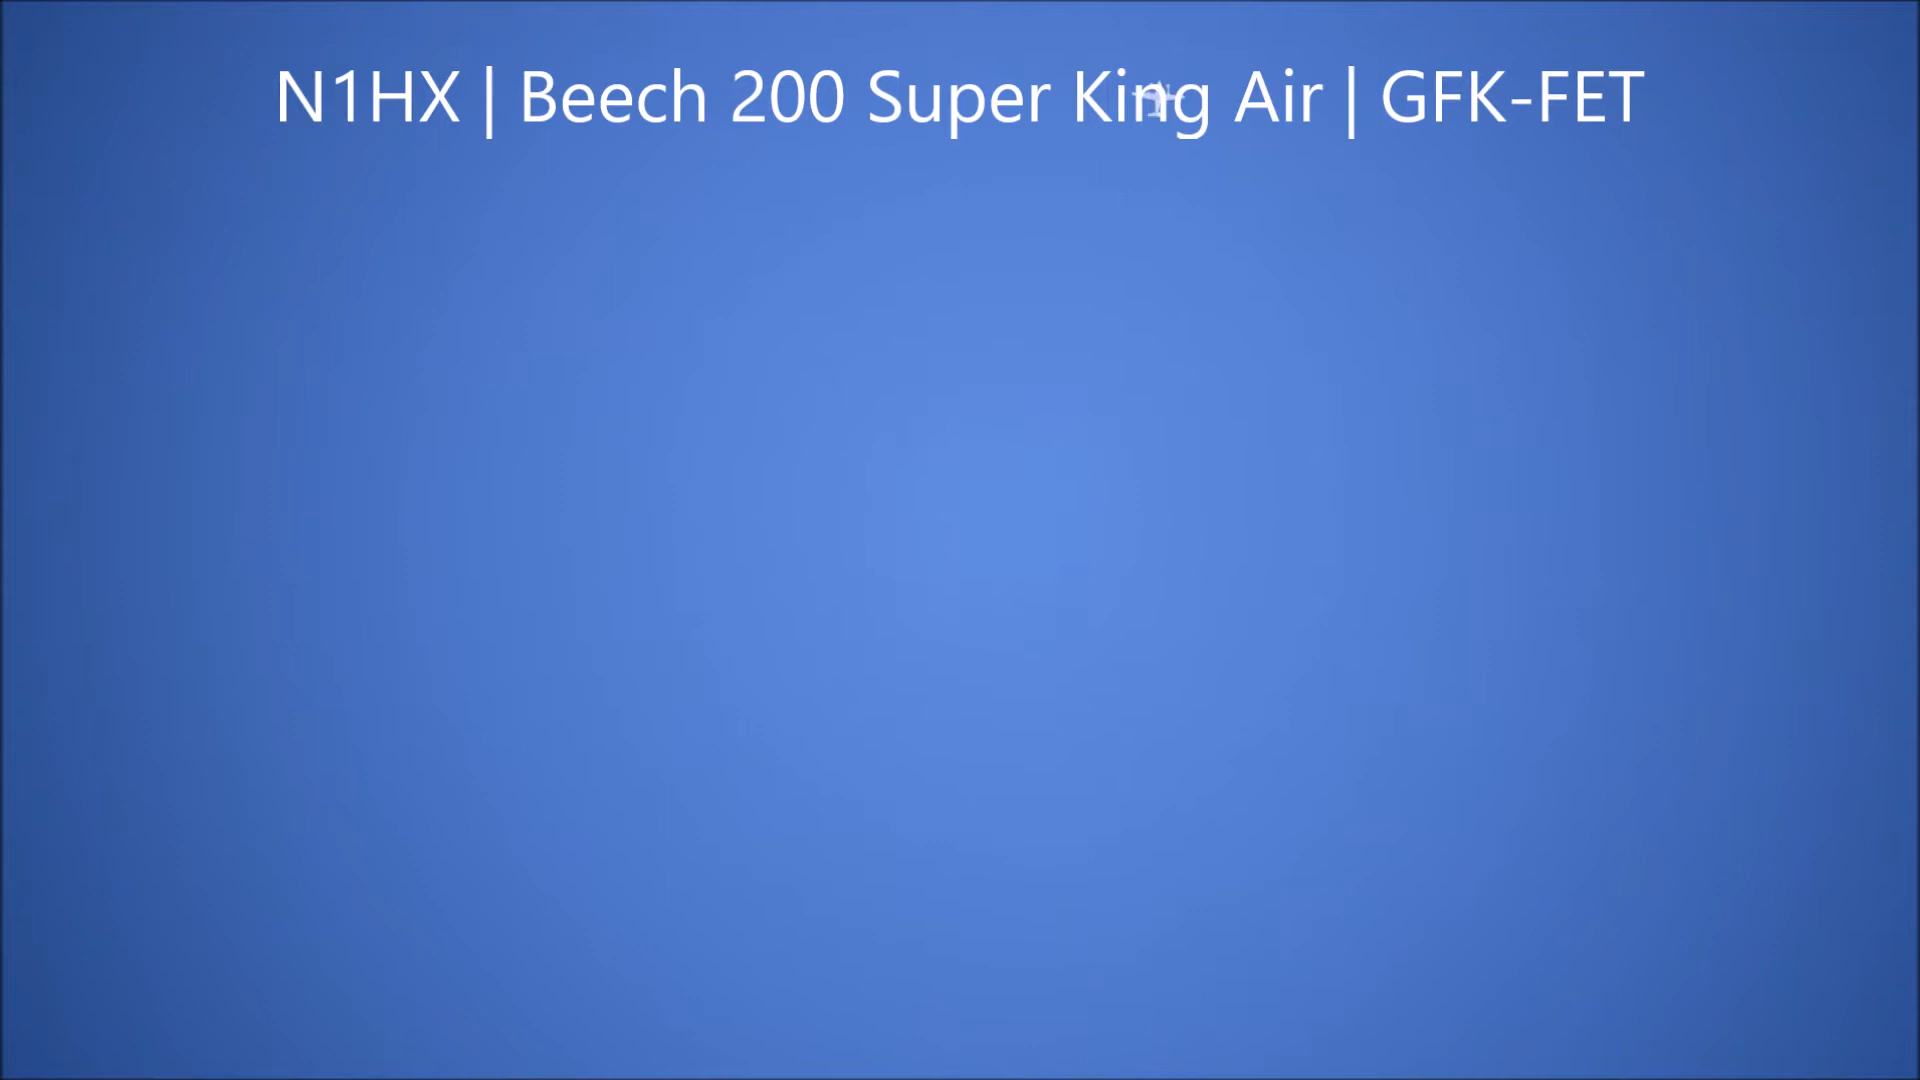 N1HX | Beech 200 Super King Air | GFK-FET